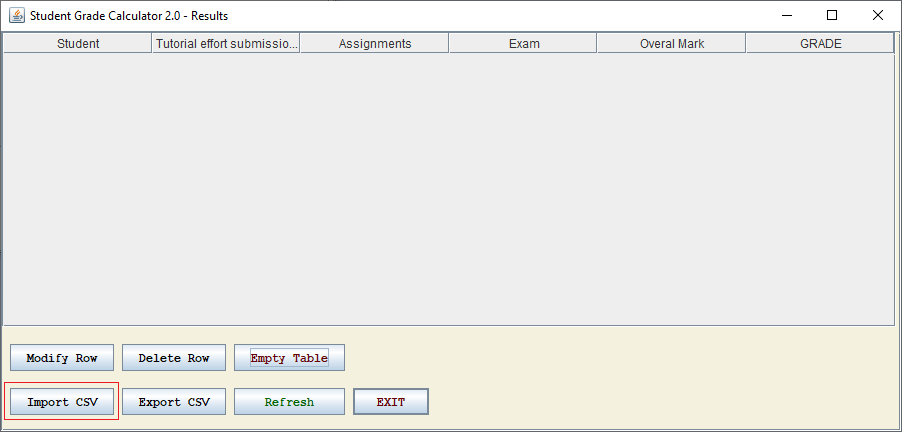 Student Grade Calculator 2.0 - Results
Student Tutorial effort submissio... Assignments Exam Overal Mark GRADE
Modify Row Delete Row Empty Table
Import CSV Export CSV Refresh EXIT